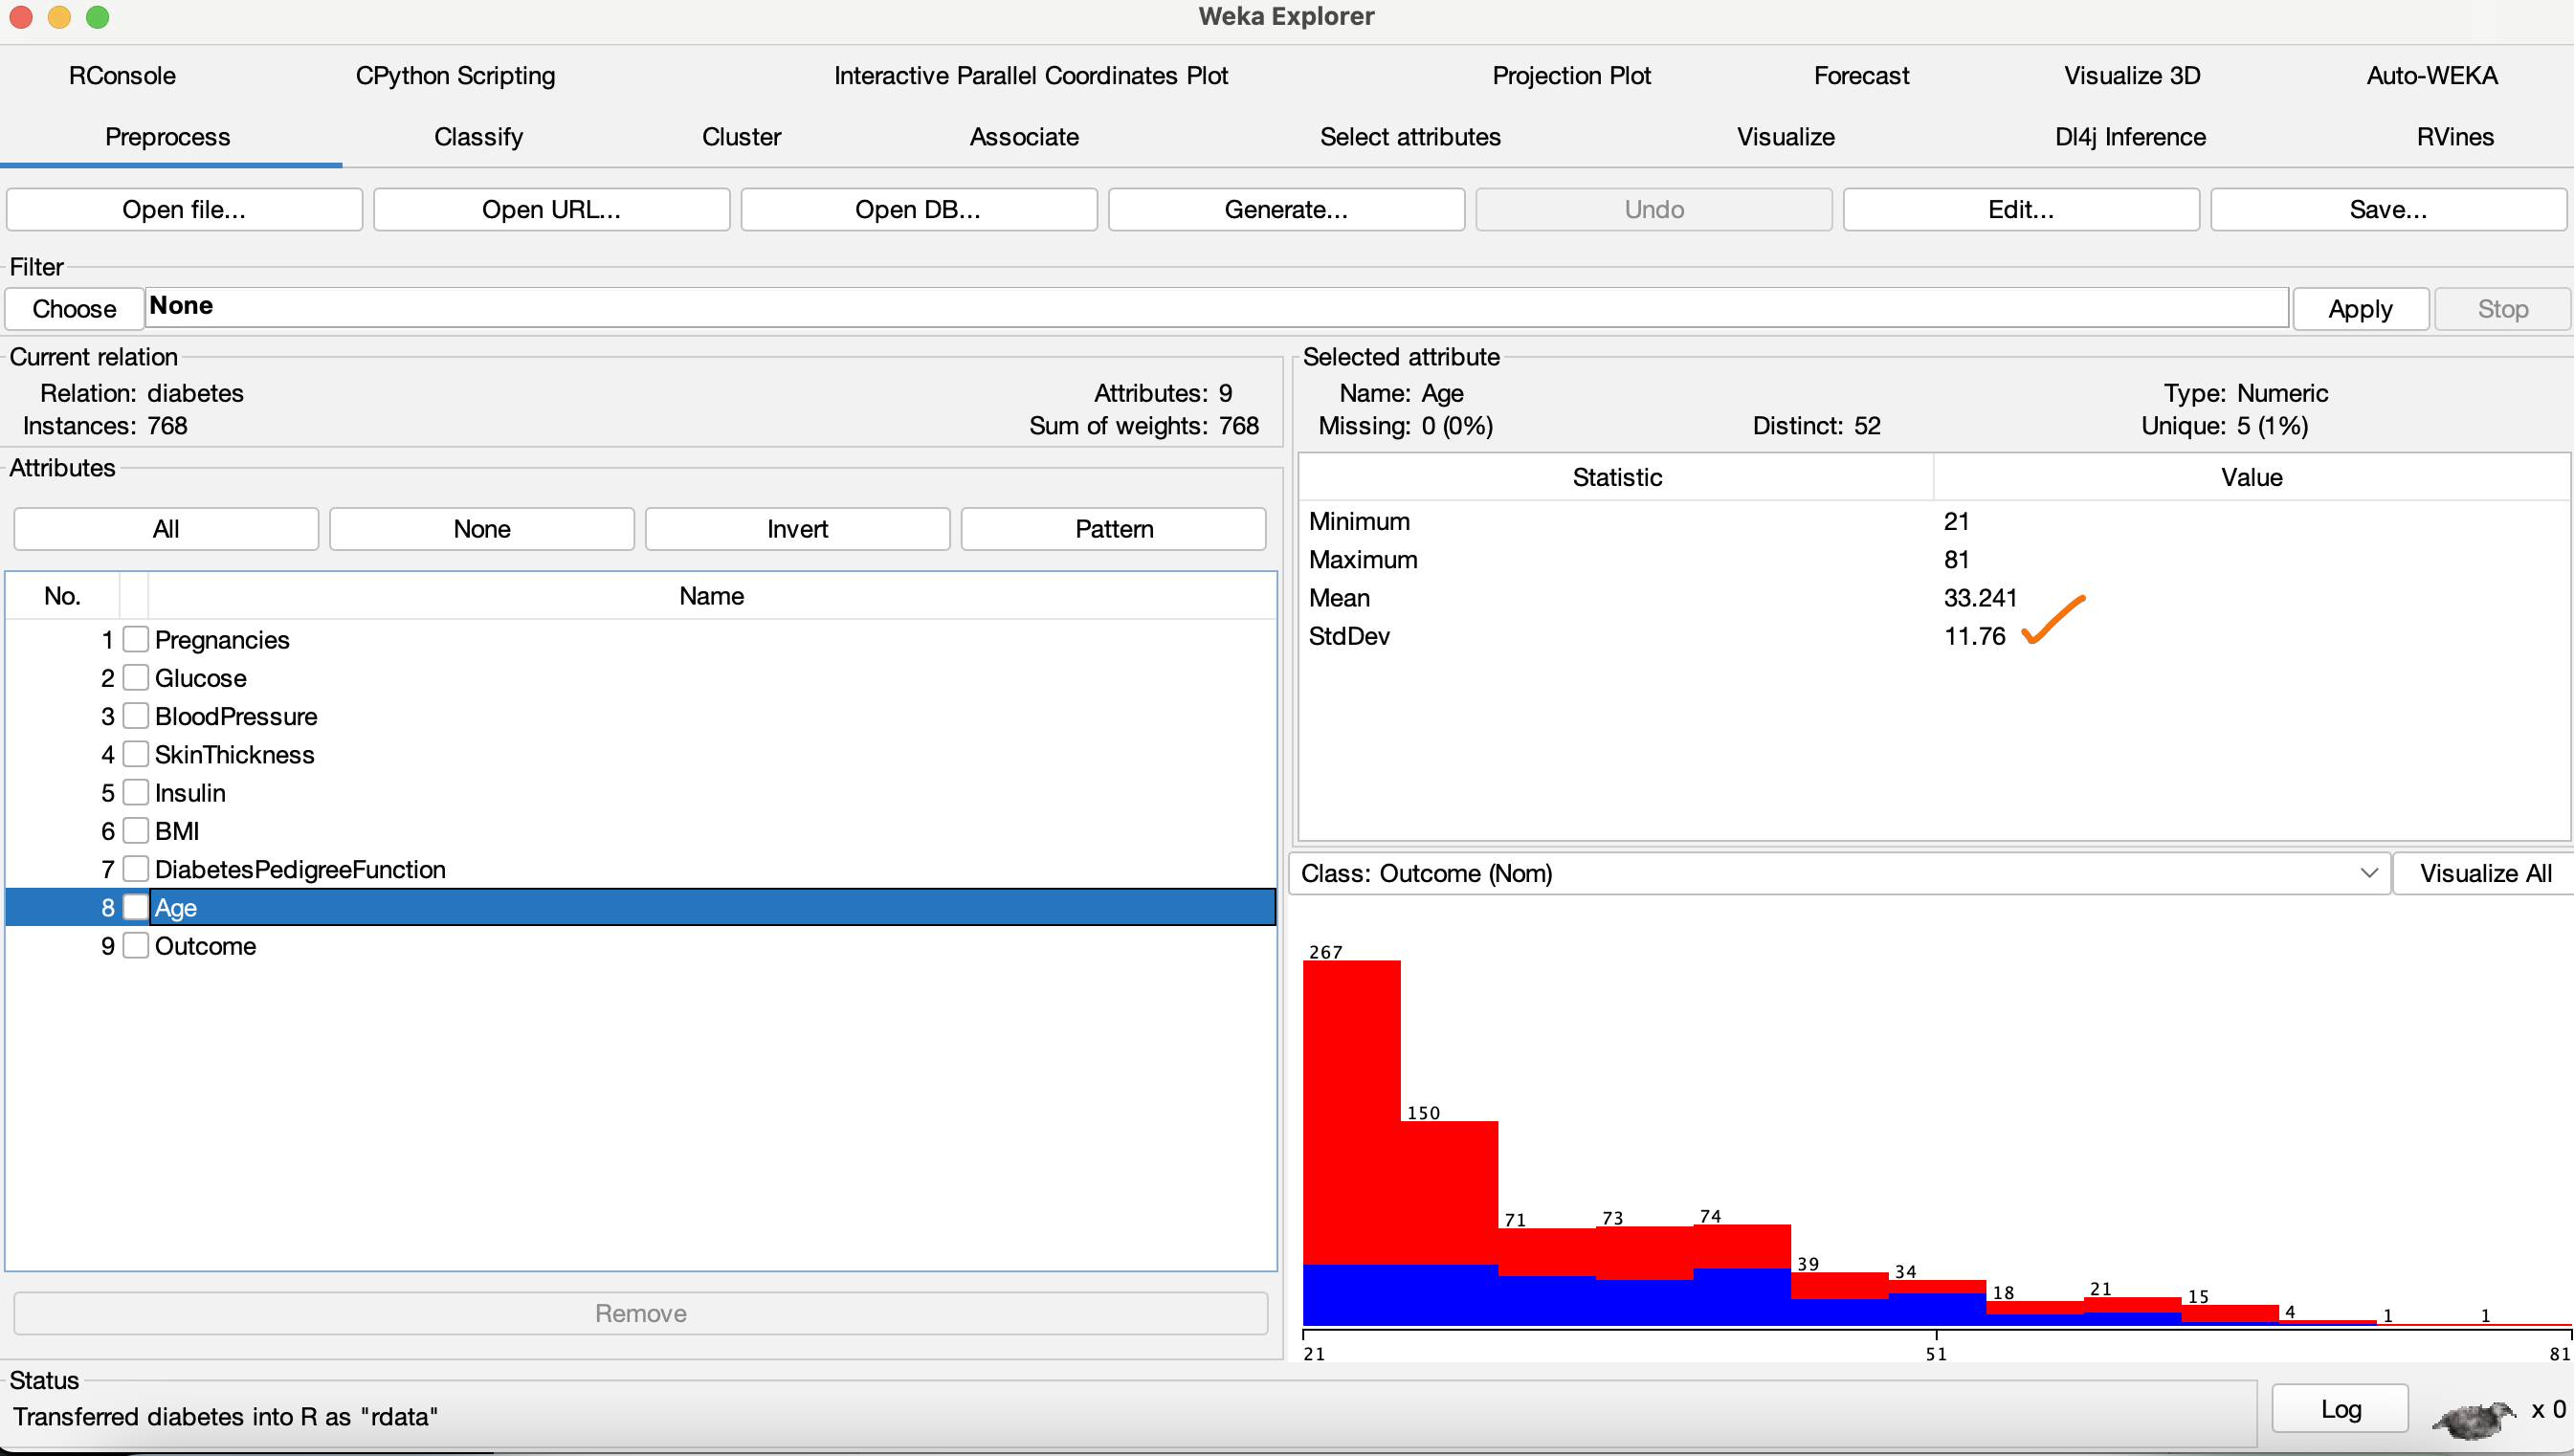 Weka Explorer
RConsole CPython Scripting Interactive Parallel Coordinates Plot Projection Plot Forecast Visualize 3D Auto-WEKA
Preprocess Classify Cluster Associate Select attributes Visualize Dl4j Inference RVines
Open file... Open URL... Open DB... Generate... Undo Edit... Save...
Filter
Choose None Apply Stop
Current relation
Relation: diabetes Attributes: 9
Instances: 768 Sum of weights: 768
Attributes
All None Invert Pattern
No. Name
1 Pregnancies
2 Glucose
3 BloodPressure
4 SkinThickness
5 Insulin
6 BMI
7 DiabetesPedigreeFunction
8 Age
9 Outcome
Remove
Selected attribute
Name: Age Type: Numeric
Missing: 0 (0%) Distinct: 52 Unique: 5 (1%)
Statistic Value
Minimum 21
Maximum 81
Mean 33.241
StdDev 11.76
Class: Outcome (Nom) Visualize All
267
150
71 73 74
39 34 18 21 15 4 1 1
21 51 81
Status
Transferred diabetes into R as "rdata"
Log x 0